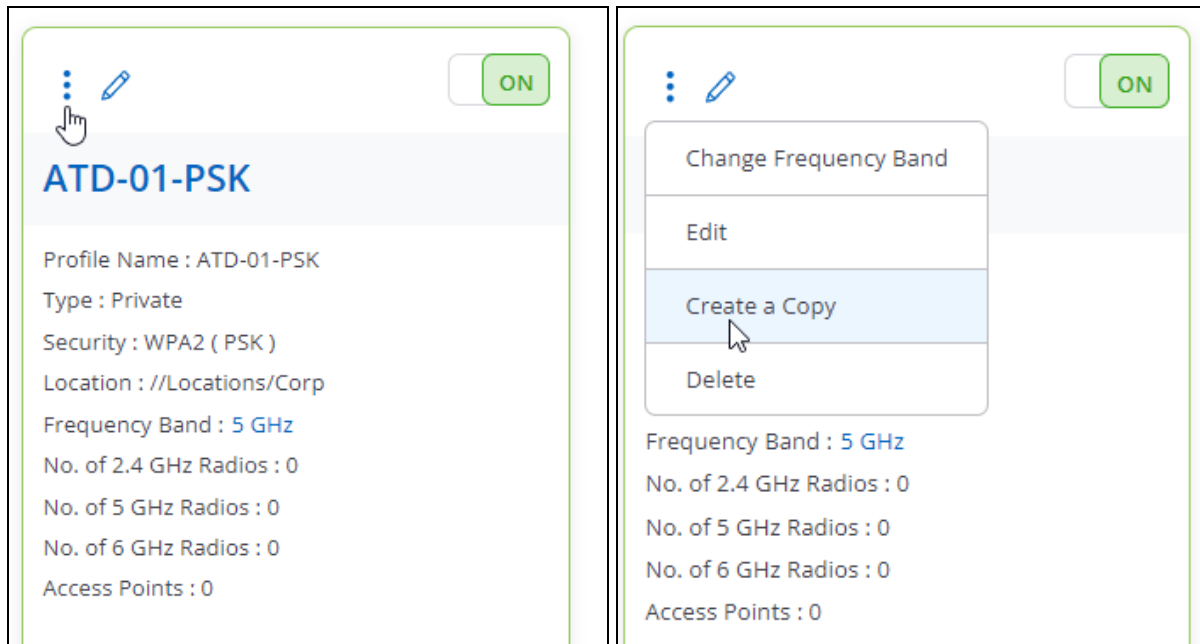 ON
ATD-01-PSK
Profile Name : ATD-01-PSK
Type : Private
Security : WPA2 ( PSK )
Location : //Locations/Corp
Frequency Band : 5 GHz
No. of 2.4 GHz Radios : 0
No. of 5 GHz Radios : 0
No. of 6 GHz Radios : 0
Access Points : 0
ON
Change Frequency Band
Edit
Create a Copy
Delete
Frequency Band : 5 GHz
No. of 2.4 GHz Radios : 0
No. of 5 GHz Radios : 0
No. of 6 GHz Radios : 0
Access Points : 0